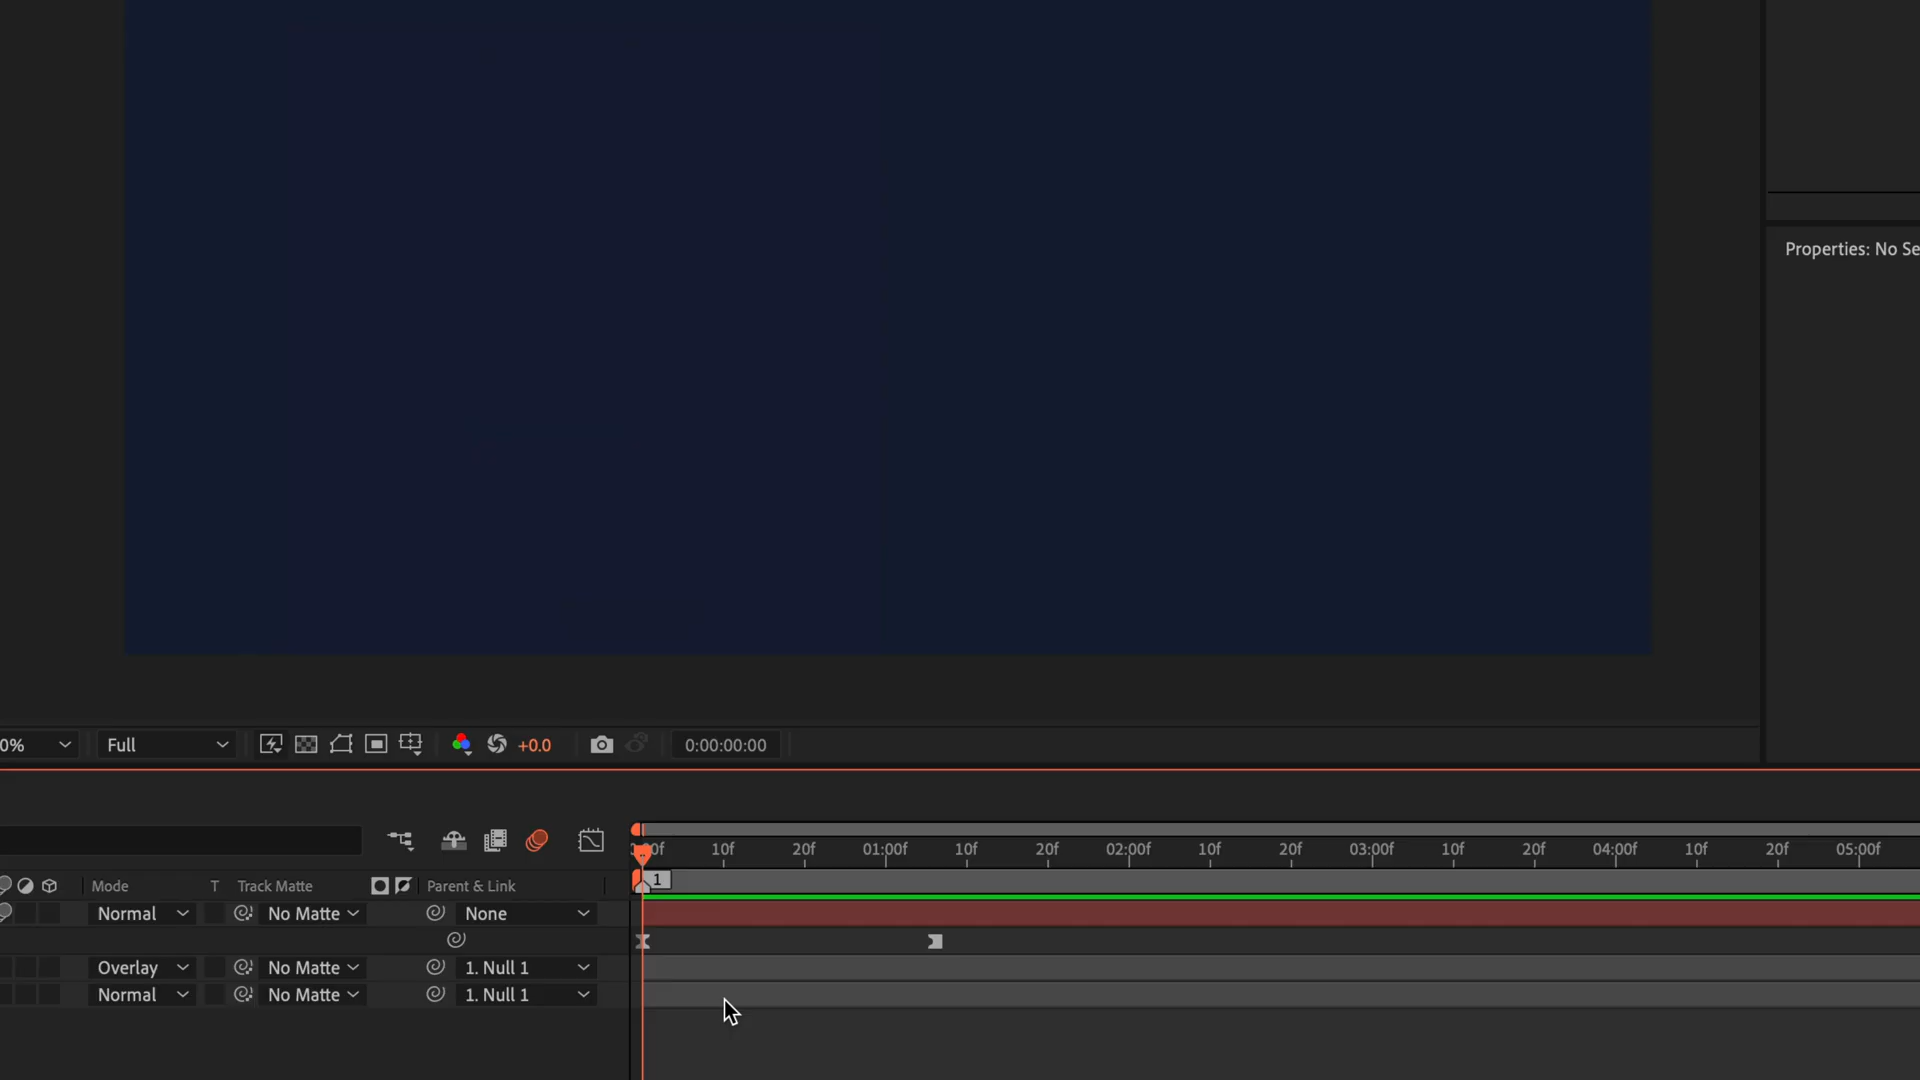 Properties: No Se
0%
Full
+0.0
0:00:00:00
00f 10f 20f 01:00f 10f 20f 02:00f 10f 20f 03:00f 10f 20f 04:00f 10f 20f 05:00f
1
Mode T Track Matte Parent & Link
Normal No Matte None
Overlay No Matte 1. Null 1
Normal No Matte 1. Null 1